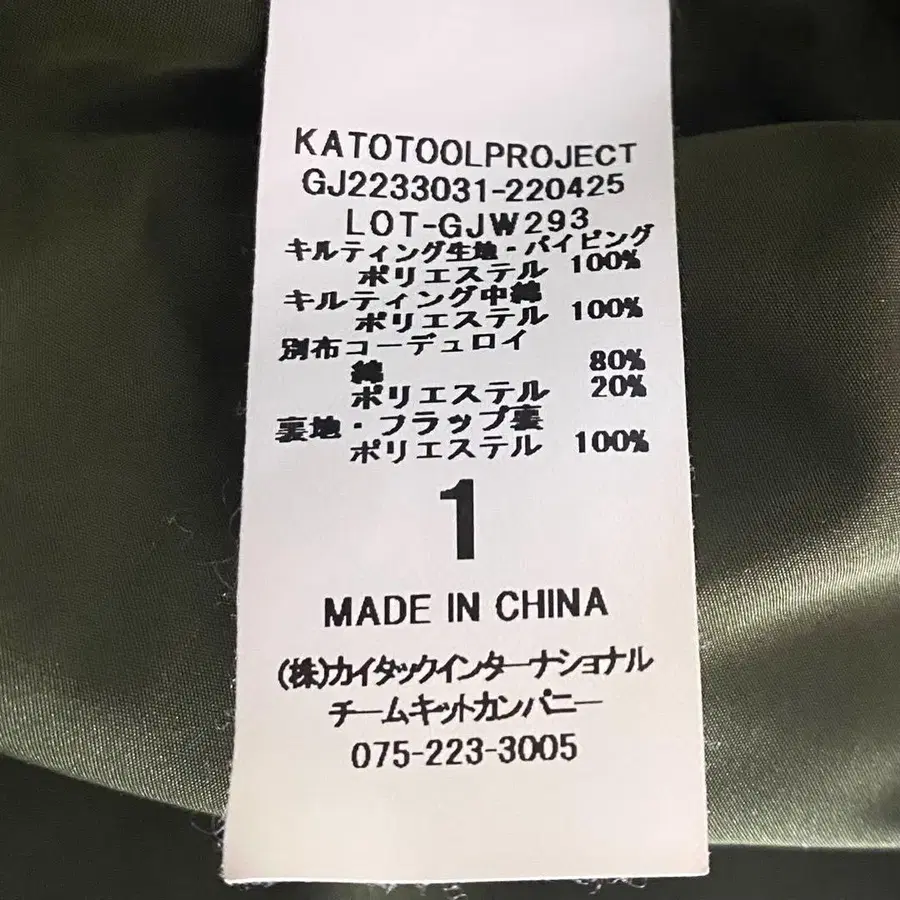 KATOTOOLPROJECT
GJ2233031-220425
LOT-GJW293
キルティング生地・パイピング
ポリエステル 100%
キルティング中綿
ポリエステル 100%
別布コーデュロイ
綿 80%
ポリエステル 20%
裏地・フラップ裏
ポリエステル 100%
1
MADE IN CHINA
(株)カイタックインターナショナル
チームキットカンパニー
075-223-3005